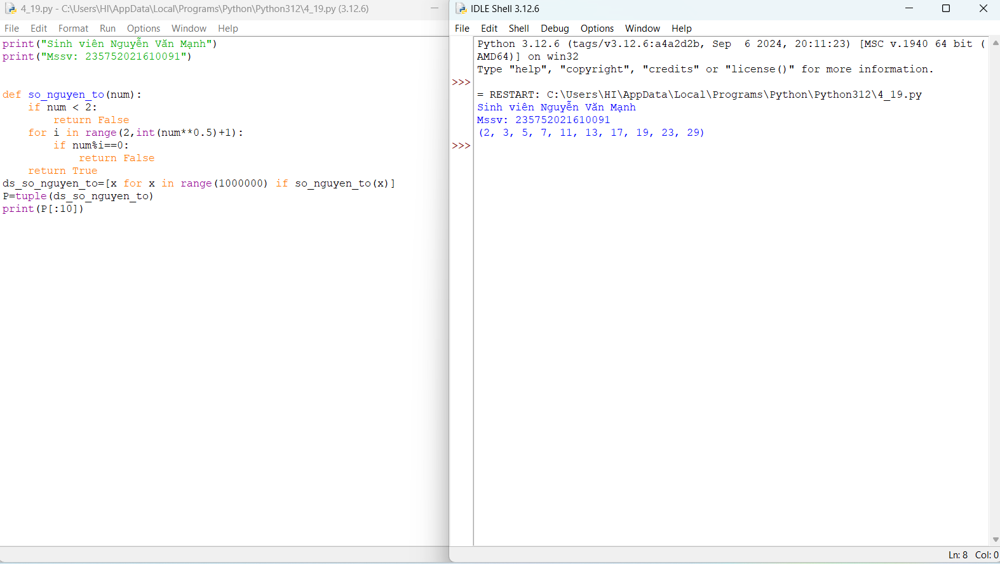 4_19.py - C:\Users\HI\AppData\Local\Programs\Python\Python312\4_19.py (3.12.6)
File Edit Format Run Options Window Help
print("Sinh viên Nguyễn Văn Mạnh")
print("Mssv: 235752021610091")
def so_nguyen_to(num):
    if num < 2:
        return False
    for i in range(2,int(num**0.5)+1):
        if num%i==0:
            return False
    return True
ds_so_nguyen_to=[x for x in range(1000000) if so_nguyen_to(x)]
P=tuple(ds_so_nguyen_to)
print(P[:10])
IDLE Shell 3.12.6
File Edit Shell Debug Options Window Help
Python 3.12.6 (tags/v3.12.6:a4a2d2b, Sep  6 2024, 20:11:23) [MSC v.1940 64 bit (
AMD64)] on win32
Type "help", "copyright", "credits" or "license()" for more information.
>>>
= RESTART: C:\Users\HI\AppData\Local\Programs\Python\Python312\4_19.py
Sinh viên Nguyễn Văn Mạnh
Mssv: 235752021610091
(2, 3, 5, 7, 11, 13, 17, 19, 23, 29)
>>>
Ln: 8 Col: 0